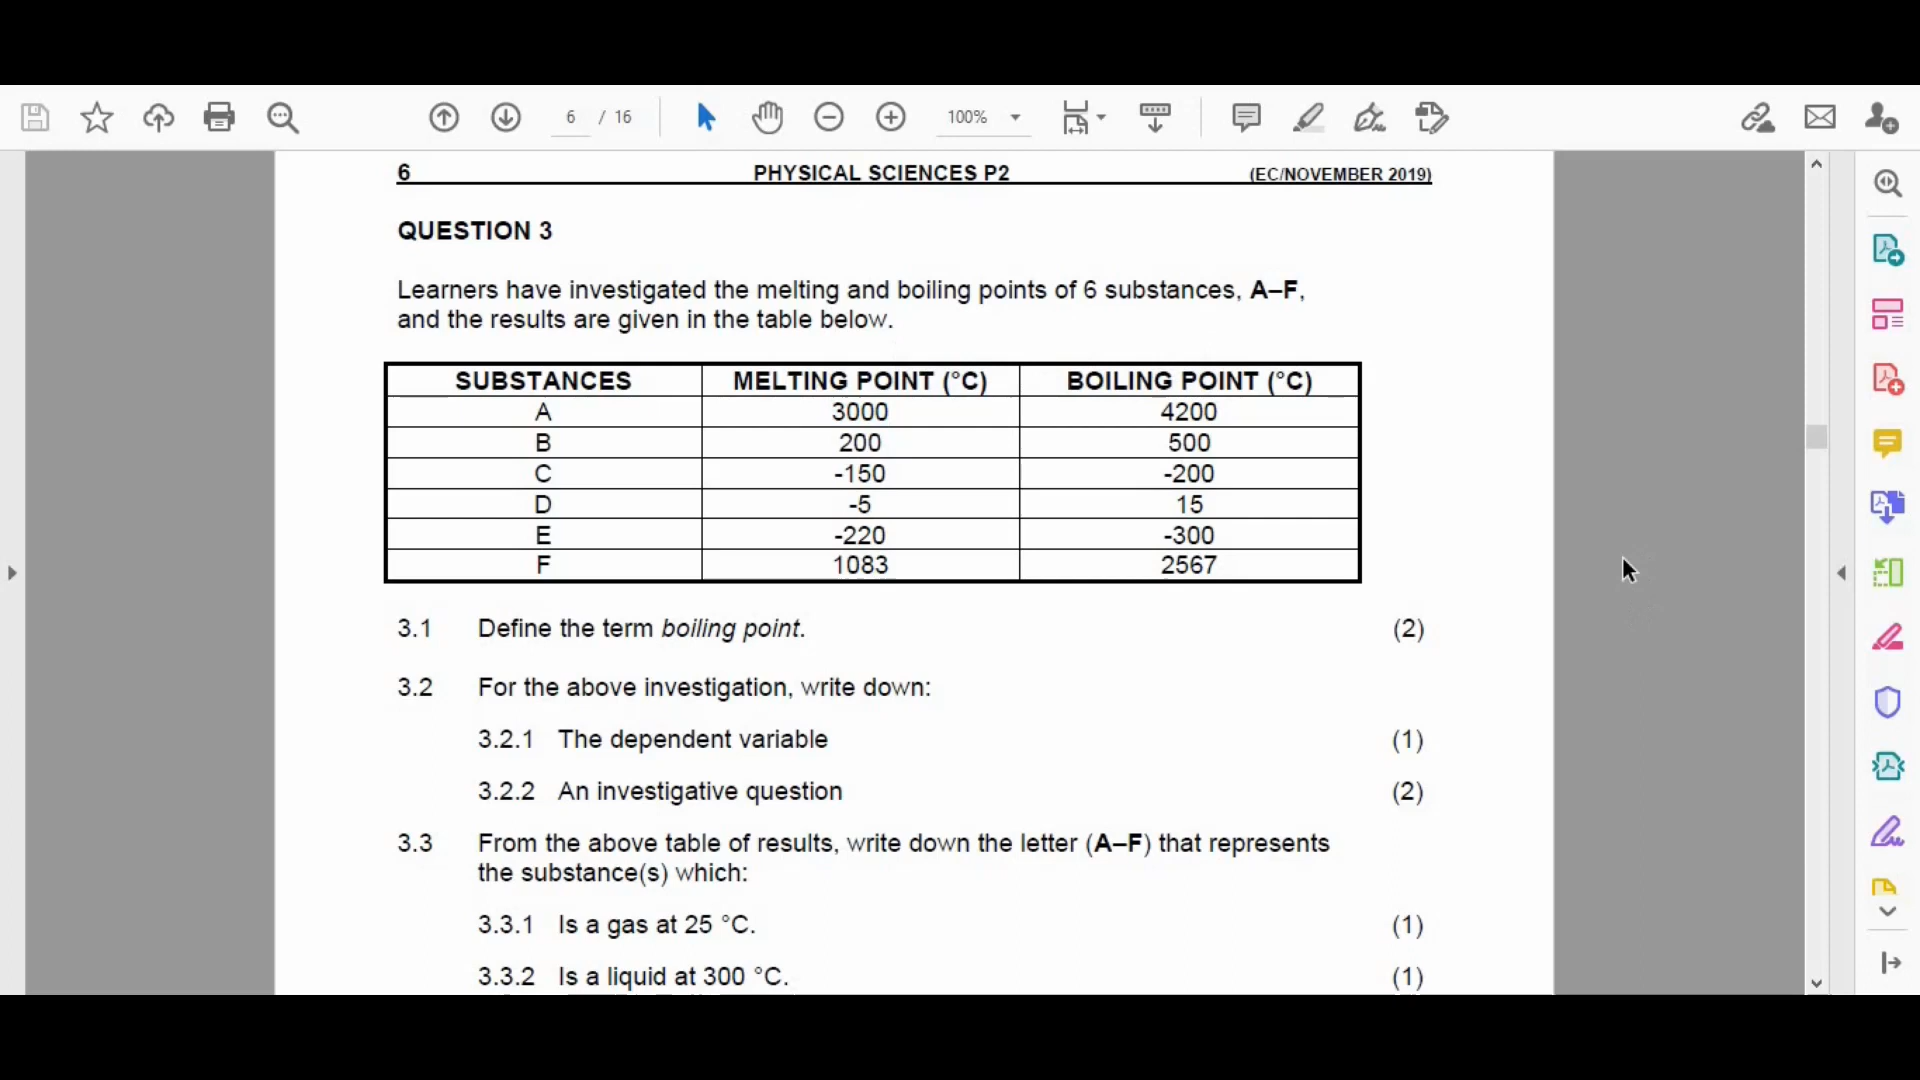 6 / 16
100%
6 PHYSICAL SCIENCES P2 (EC/NOVEMBER 2019)
QUESTION 3
Learners have investigated the melting and boiling points of 6 substances, A–F,
and the results are given in the table below.
SUBSTANCES MELTING POINT (°C) BOILING POINT (°C)
A 3000 4200
B 200 500
C -150 -200
D -5 15
E -220 -300
F 1083 2567
3.1 Define the term boiling point. (2)
3.2 For the above investigation, write down:
3.2.1 The dependent variable (1)
3.2.2 An investigative question (2)
3.3 From the above table of results, write down the letter (A–F) that represents
the substance(s) which:
3.3.1 Is a gas at 25 °C. (1)
3.3.2 Is a liquid at 300 °C. (1)